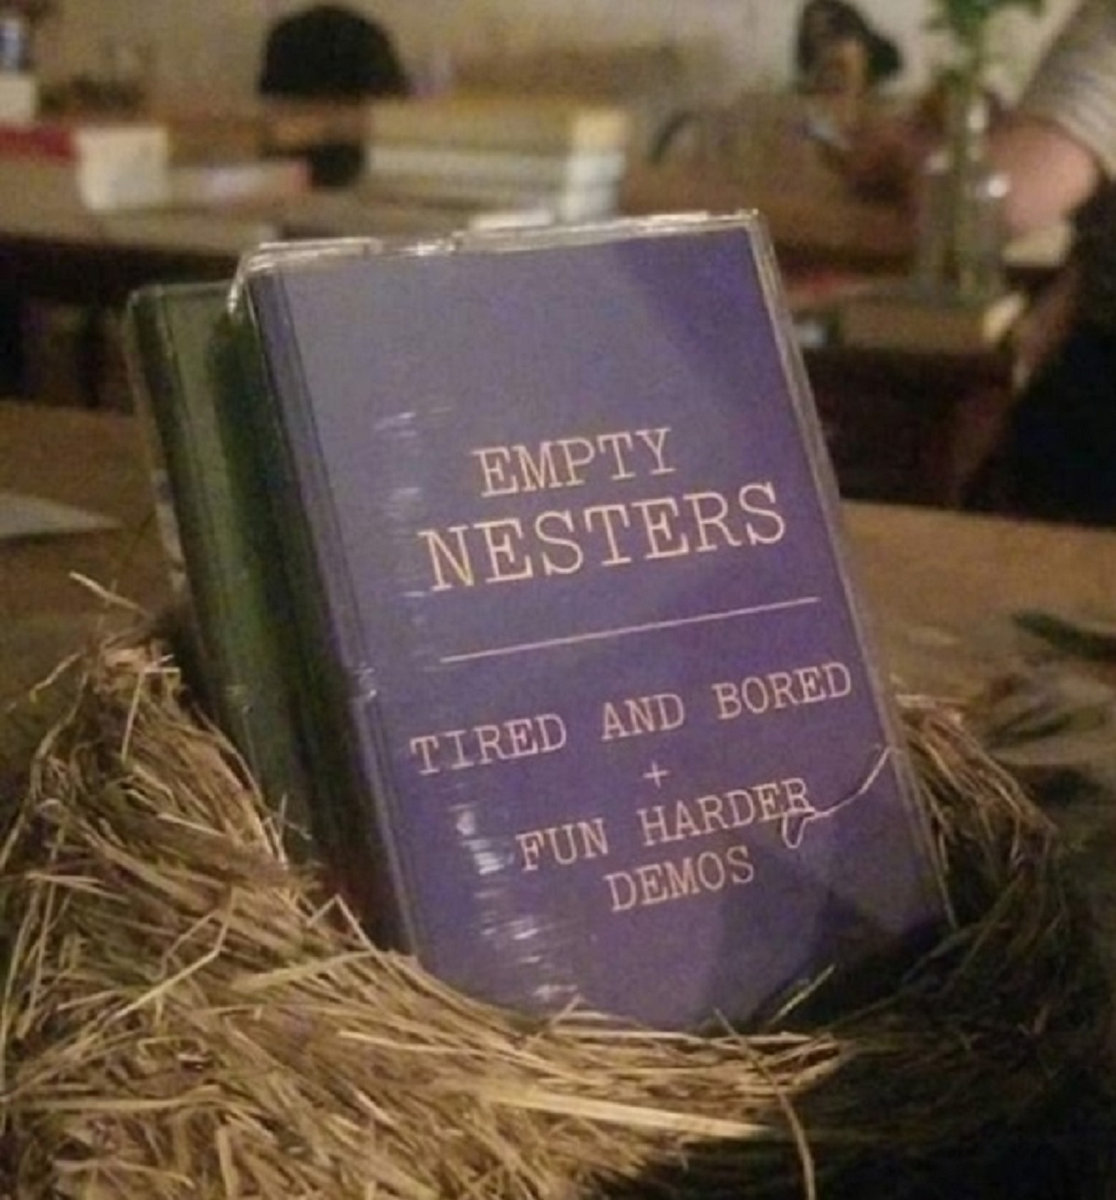 EMPTY
NESTERS
TIRED AND BORED
+
FUN HARDER
DEMOS